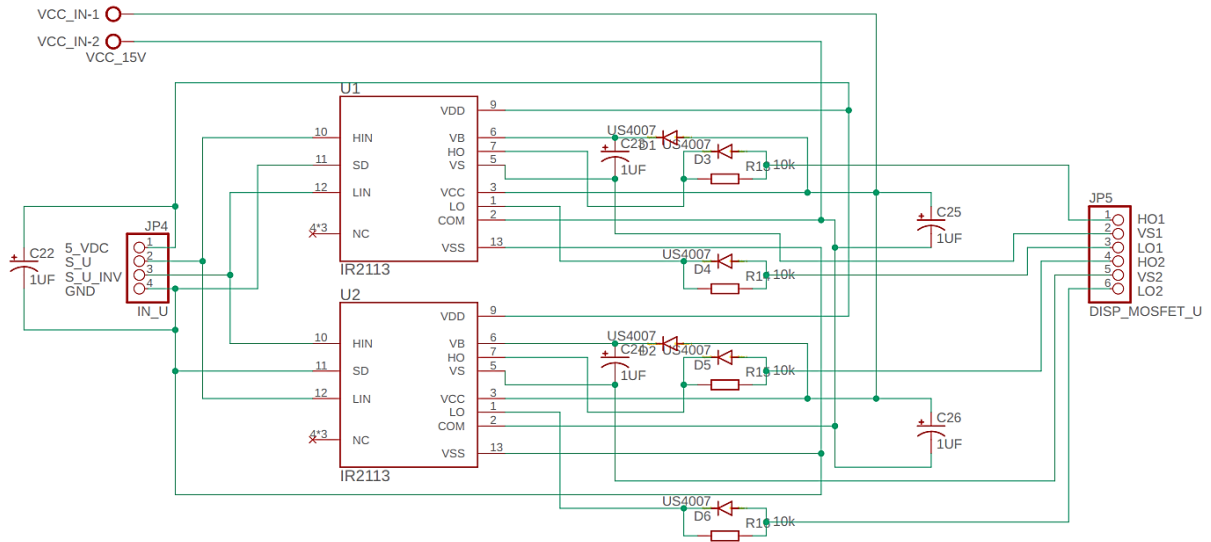 VCC_IN-1
VCC_IN-2
VCC_15V
U1
VDD 9
10 HIN
VB 6
HO 7
11 SD
VS 5
12 LIN
VCC 3
LO 1
COM 2
4*3 NC
VSS 13
IR2113
US4007
D1
C23
1UF
US4007
D3
10k
US4007
D4
10k
C25
1UF
JP4
5_VDC 1
S_U 2
S_U_INV 3
GND 4
IN_U
C22
1UF
JP5
1 HO1
2 VS1
3 LO1
4 HO2
5 VS2
6 LO2
DISP_MOSFET_U
U2
VDD 9
10 HIN
VB 6
HO 7
11 SD
VS 5
12 LIN
VCC 3
LO 1
COM 2
4*3 NC
VSS 13
IR2113
US4007
D2
C24
1UF
US4007
D5
10k
C26
1UF
US4007
D6
10k